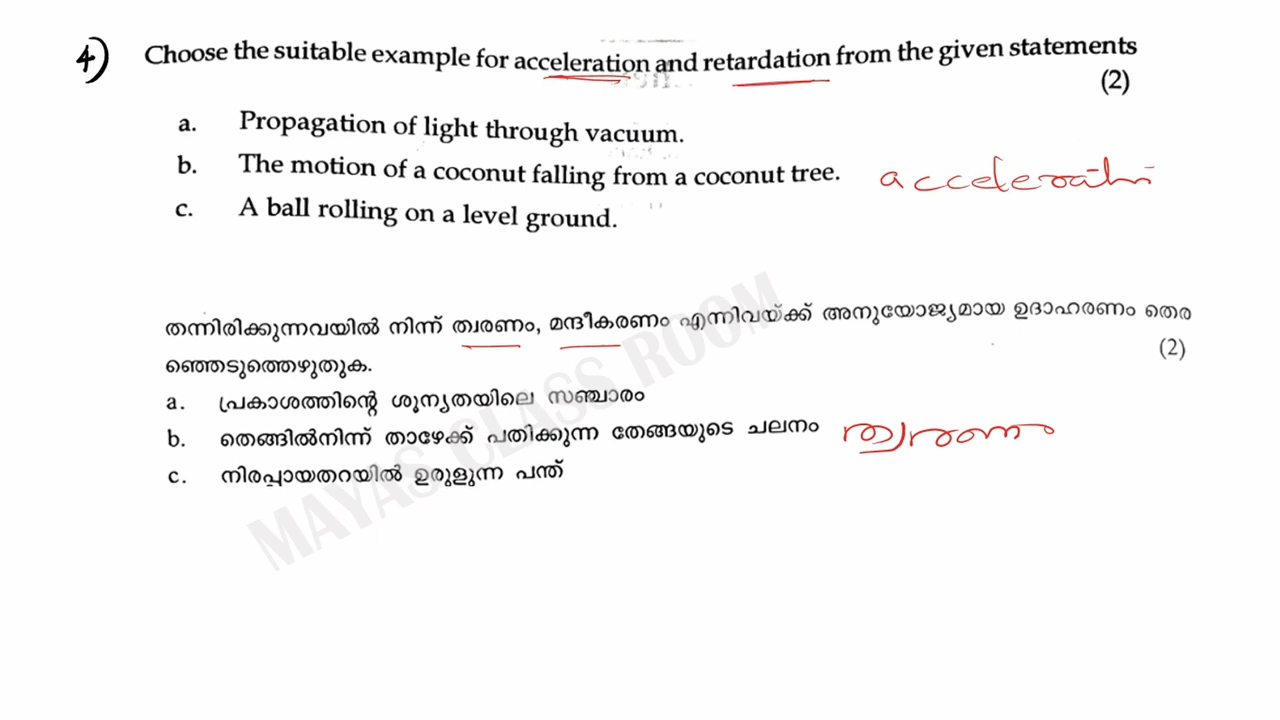 4)
Choose the suitable example for acceleration and retardation from the given statements
(2)
a. Propagation of light through vacuum.
b. The motion of a coconut falling from a coconut tree. accelerati
c. A ball rolling on a level ground.
തന്നിരിക്കുന്നവയിൽ നിന്ന് ത്വരണം, മന്ദീകരണം എന്നിവയ്ക്ക് അനുയോജ്യമായ ഉദാഹരണം തെര
ഞ്ഞെടുത്തെഴുതുക.
(2)
a. പ്രകാശത്തിന്റെ ശൂന്യതയിലെ സഞ്ചാരം
b. തെങ്ങിൽനിന്ന് താഴേക്ക് പതിക്കുന്ന തേങ്ങയുടെ ചലനം ത്വരണം
c. നിരപ്പായതറയിൽ ഉരുളുന്ന പന്ത്
MAYAS CLASS ROOM